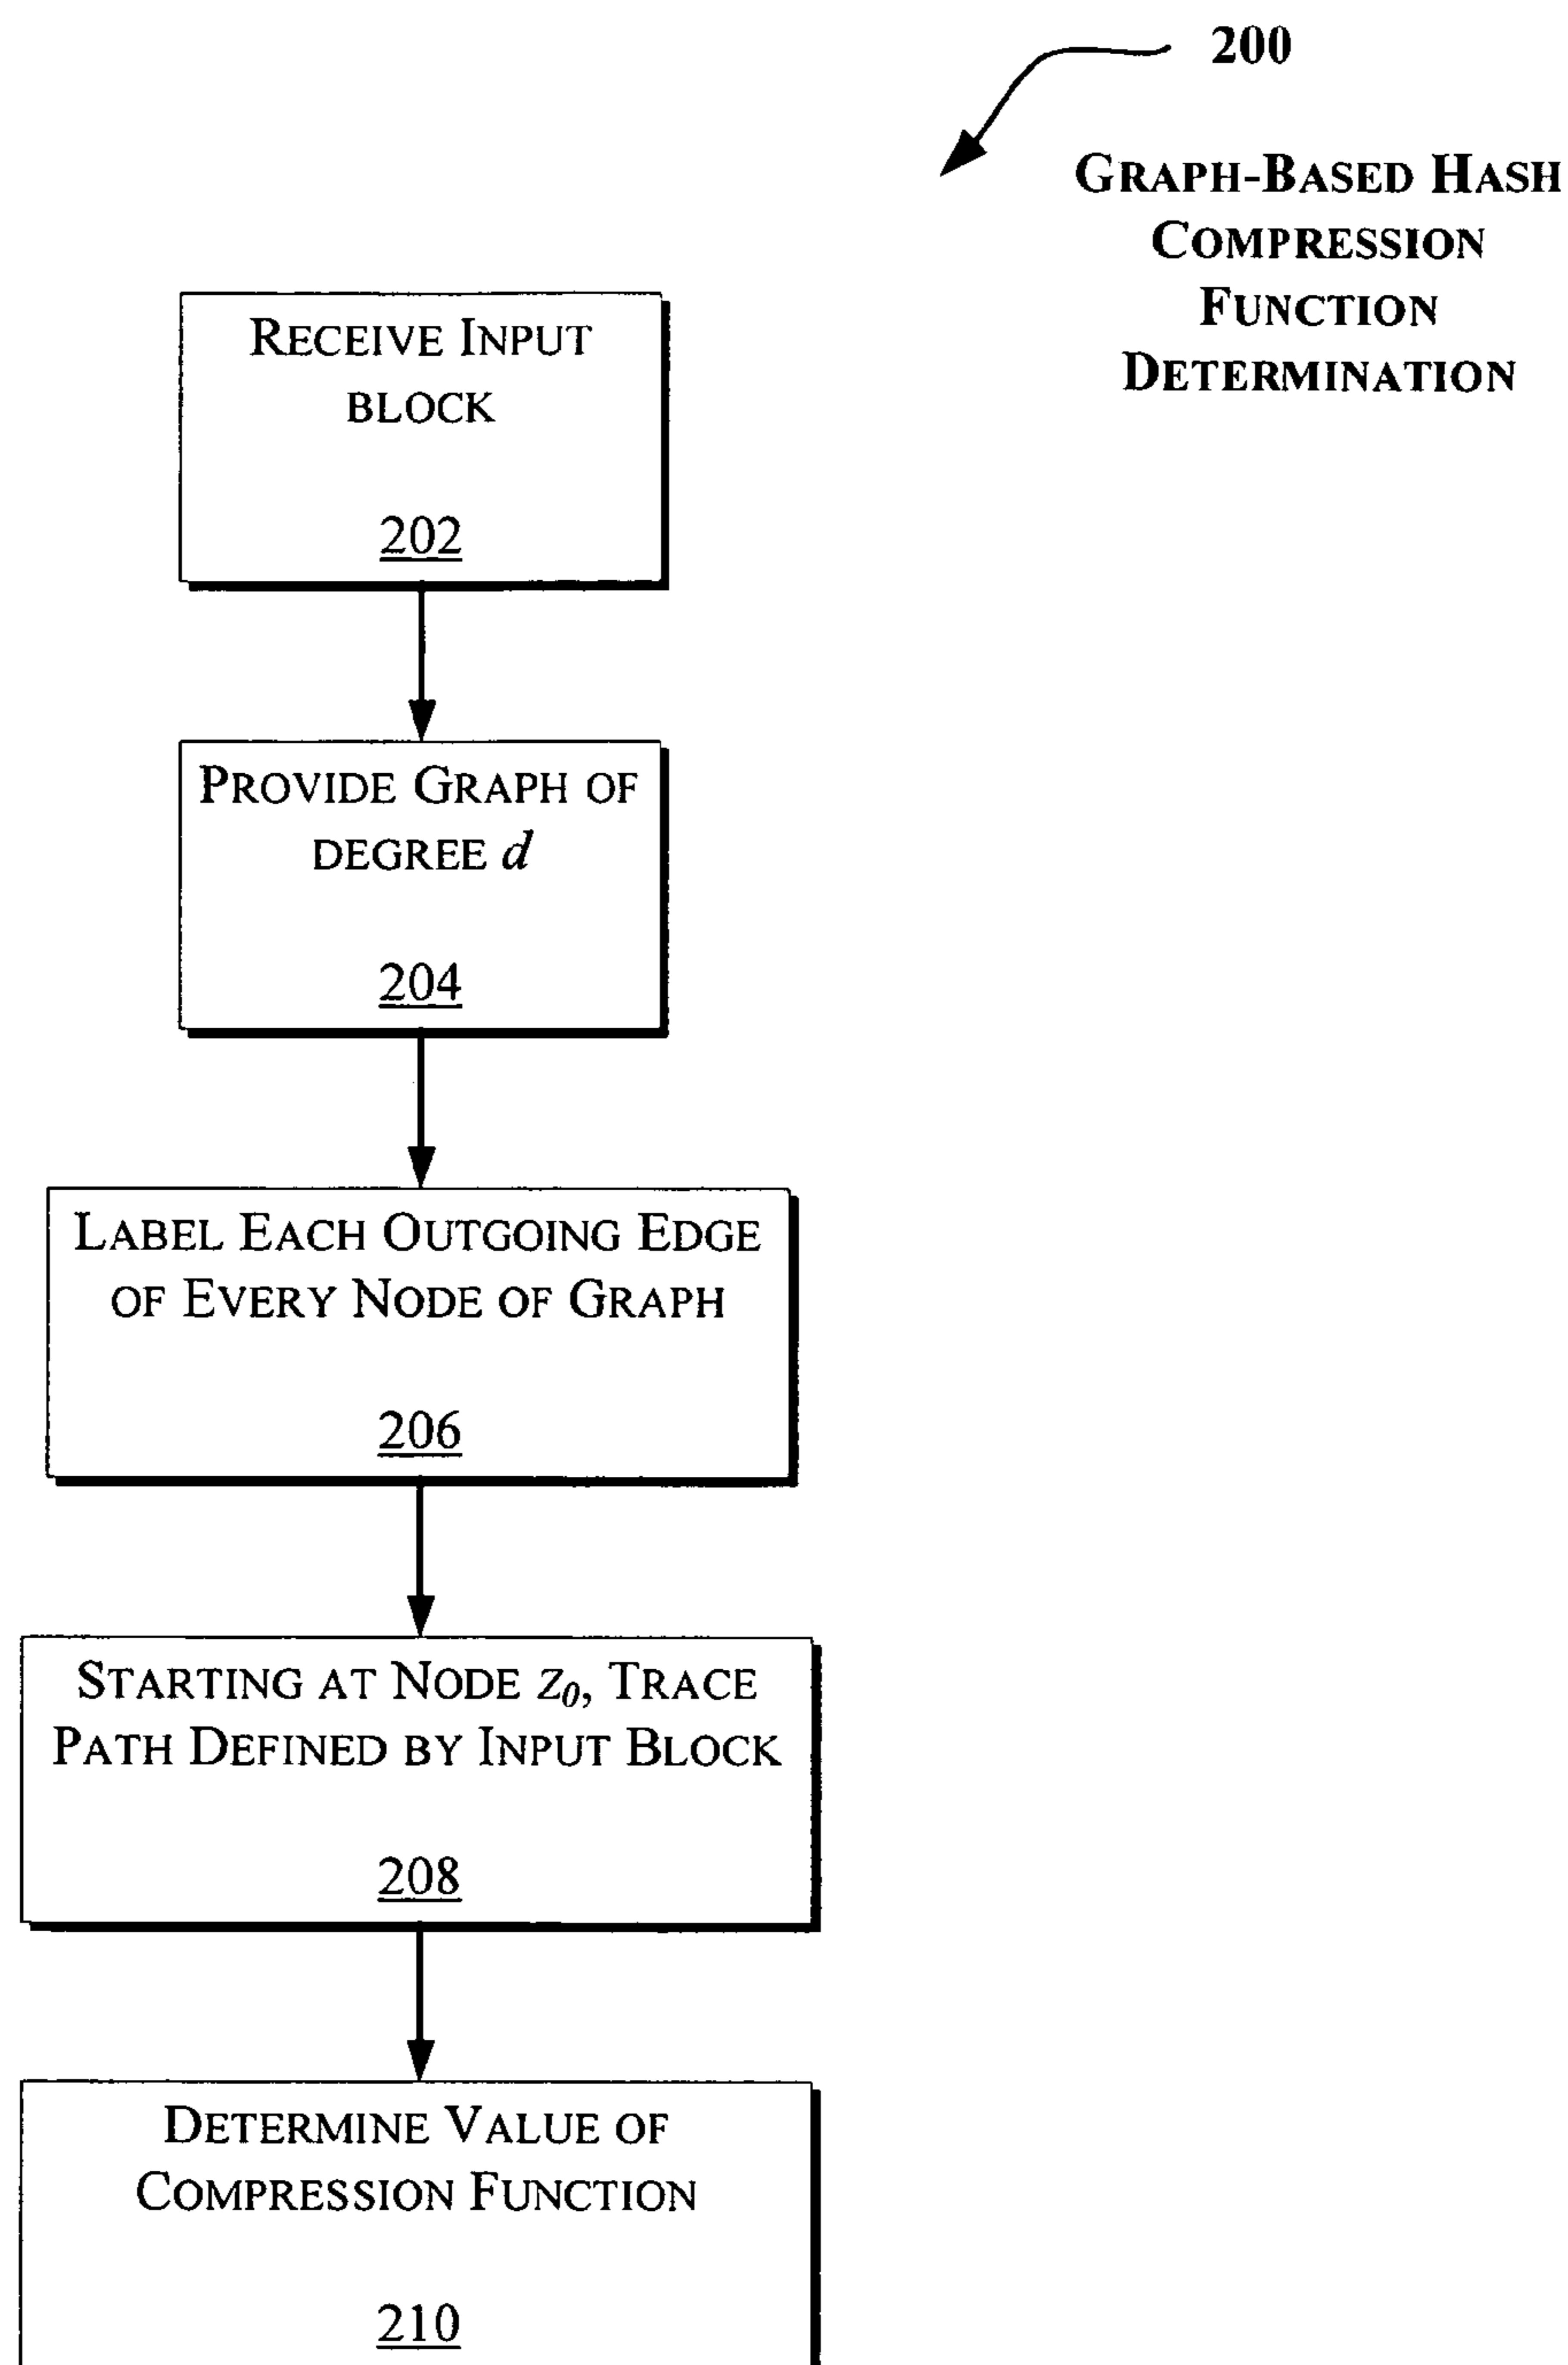 200
GRAPH-BASED HASH
COMPRESSION
FUNCTION
DETERMINATION
RECEIVE INPUT
BLOCK
202
PROVIDE GRAPH OF
DEGREE d
204
LABEL EACH OUTGOING EDGE
OF EVERY NODE OF GRAPH
206
STARTING AT NODE z0, TRACE
PATH DEFINED BY INPUT BLOCK
208
DETERMINE VALUE OF
COMPRESSION FUNCTION
210